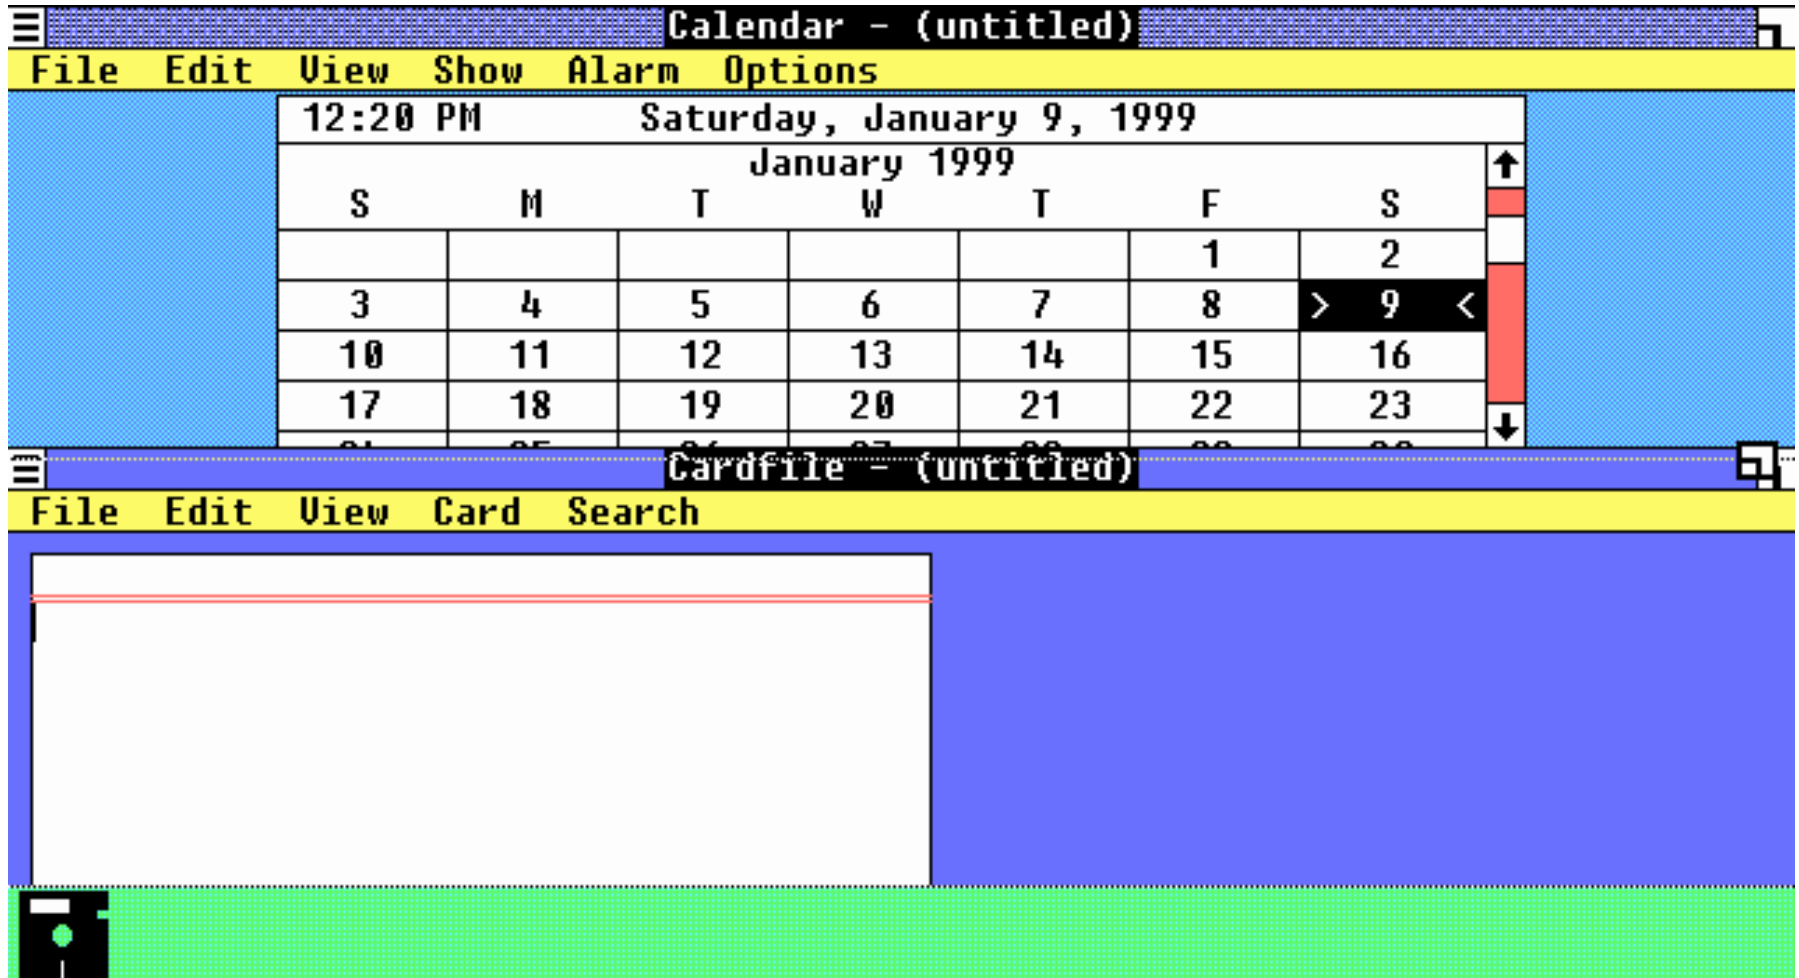 Calendar - (untitled)
File Edit View Show Alarm Options
12:20 PM Saturday, January 9, 1999
January 1999
S M T W T F S
1 2
3 4 5 6 7 8 > 9 <
10 11 12 13 14 15 16
17 18 19 20 21 22 23
Cardfile - (untitled)
File Edit View Card Search